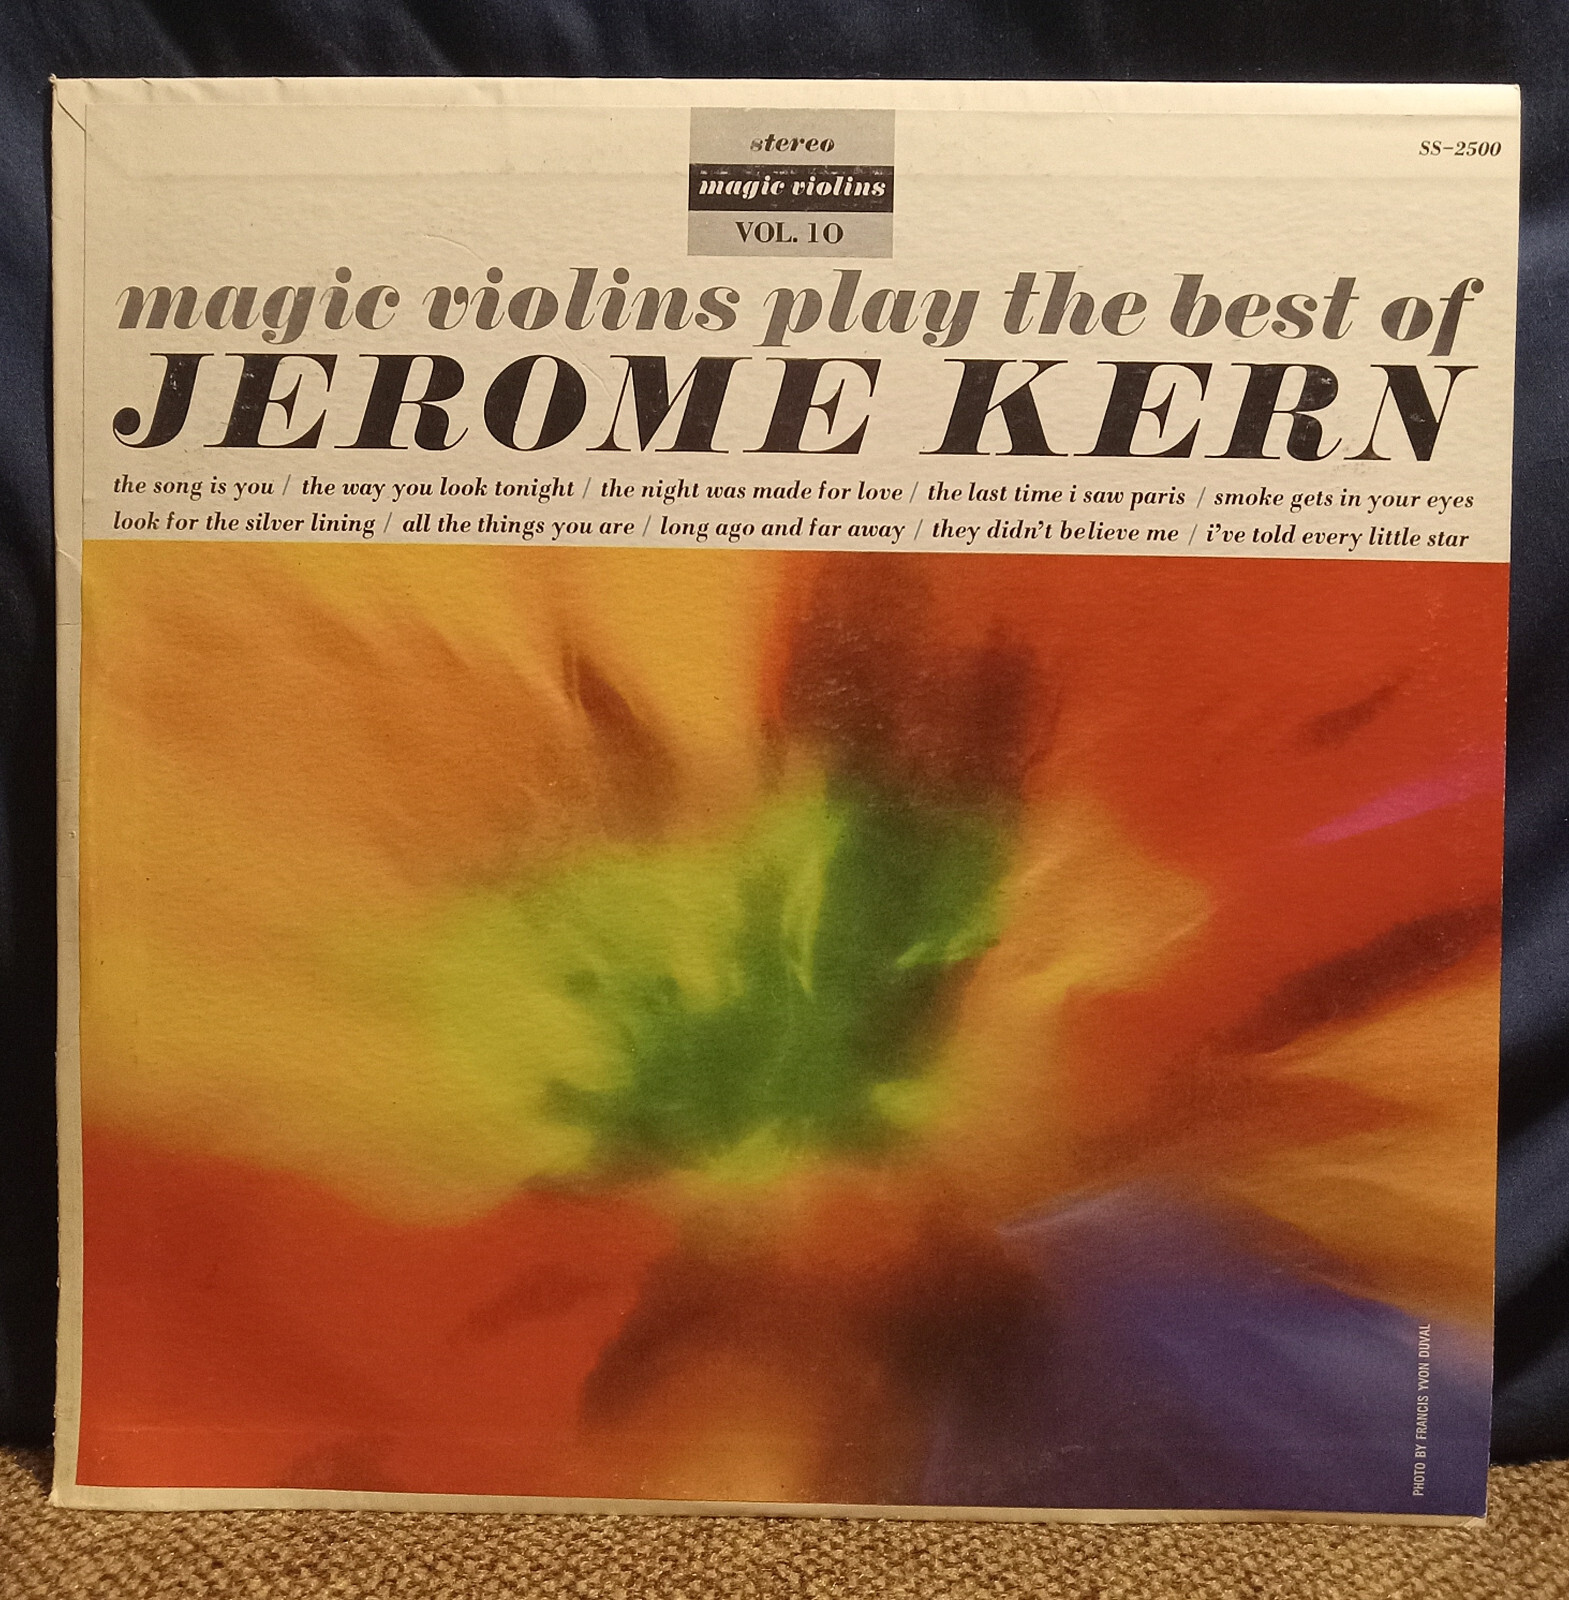 stereo
SS-2500
magic violins
VOL. 10
magic violins play the best of
JEROME KERN
the song is you / the way you look tonight / the night was made for love / the last time i saw paris / smoke gets in your eyes
look for the silver lining / all the things you are / long ago and far away / they didn't believe me / i've told every little star
PHOTO BY FRANCIS YVON DUVAL